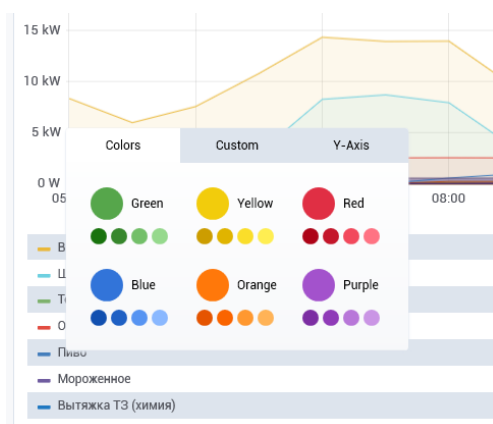 15 kW
10 kW
5 kW
0 W
08:00
Colors
Custom
Y-Axis
Green
Yellow
Red
Blue
Orange
Purple
Пиво
Мороженное
Вытяжка ТЗ (химия)